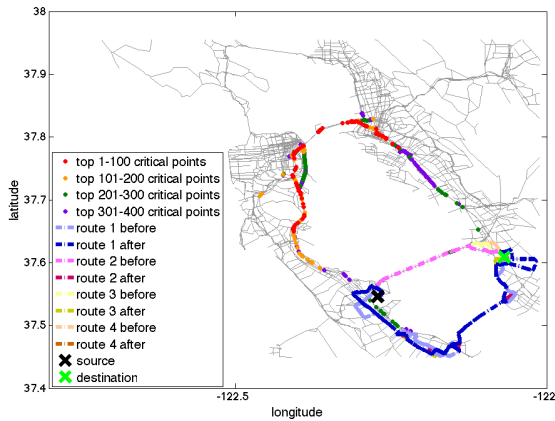 38
37.9
37.8
37.7
37.6
37.5
37.4
latitude
top 1-100 critical points
top 101-200 critical points
top 201-300 critical points
top 301-400 critical points
route 1 before
route 1 after
route 2 before
route 2 after
route 3 before
route 3 after
route 4 before
route 4 after
source
destination
-122.5
-122
longitude